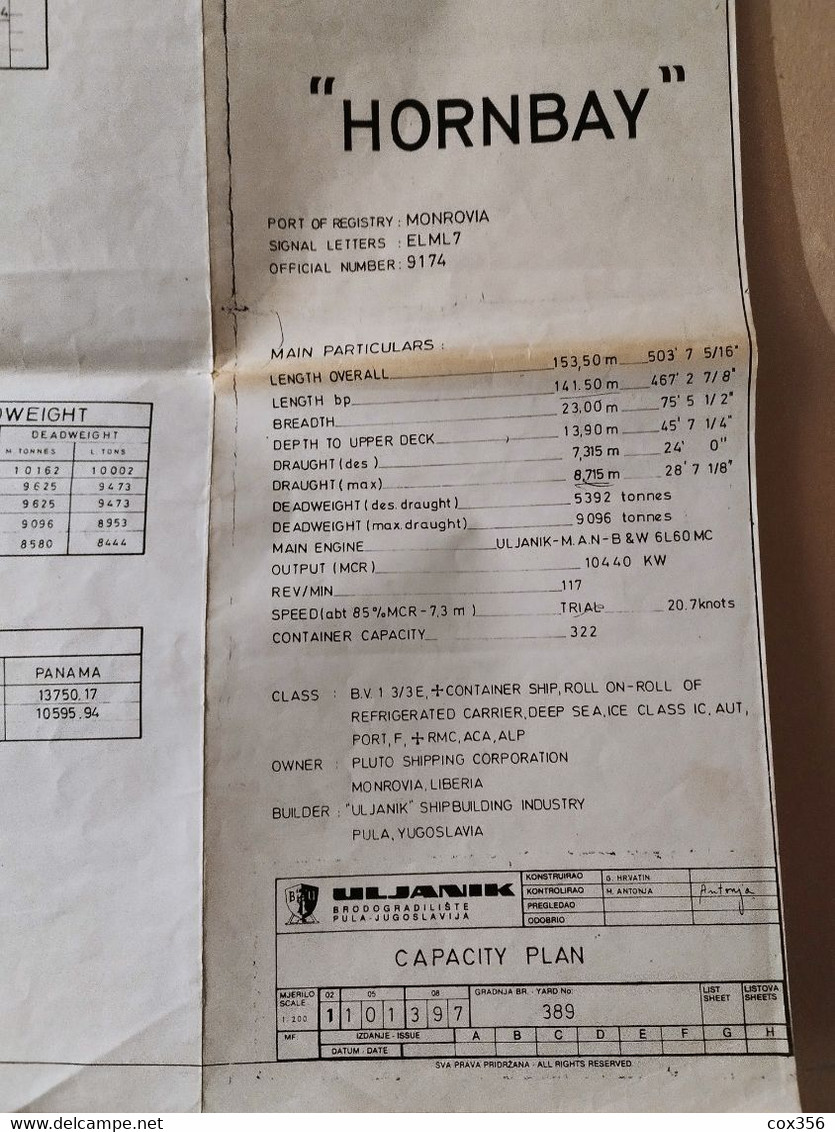 4
"HORNBAY"
PORT OF REGISTRY : MONROVIA
SIGNAL LETTERS : ELML7
OFFICIAL NUMBER : 9174
MAIN PARTICULARS :
LENGTH OVERALL 153,50 m 503' 7 5/16"
LENGTH bp 141.50 m 467' 2 7/8"
BREADTH 23,00 m 75' 5 1/2"
DEPTH TO UPPER DECK 13,90 m 45' 7 1/4"
DRAUGHT (des) 7,315 m 24' 0"
DRAUGHT (max) 8,715 m 28' 7 1/8"
DEADWEIGHT (des. draught) 5392 tonnes
DEADWEIGHT (max. draught) 9096 tonnes
MAIN ENGINE ULJANIK-M.A.N-B&W 6L60MC
OUTPUT (MCR) 10440 KW
REV/MIN 117
SPEED (abt 85%MCR-7,3 m) TRIAL 20.7knots
CONTAINER CAPACITY 322
CLASS : B.V. 1 3/3 E, ✠CONTAINER SHIP, ROLL ON-ROLL OF
REFRIGERATED CARRIER, DEEP SEA, ICE CLASS IC, AUT,
PORT, F, ✠RMC, ACA, ALP
OWNER : PLUTO SHIPPING CORPORATION
MONROVIA, LIBERIA
BUILDER : "ULJANIK" SHIPBUILDING INDUSTRY
PULA, YUGOSLAVIA
WEIGHT
DEADWEIGHT
M TONNES L TONS
10162 10002
9625 9473
9625 9473
9096 8953
8580 8444
PANAMA
13750.17
10595.94
ULJANIK
BRODOGRADILIŠTE
PULA-JUGOSLAVIJA
KONSTRUIRAO G. HRVATIN
KONTROLIRAO M. ANTONJA Antonja
PREGLEDAO
ODOBRIO
CAPACITY PLAN
MJERILO SCALE 1:200
02 05 08
1 1 0 1 3 9 7
GRADNJA BR. - YARD No:
389
LIST SHEET
LISTOVA SHEETS
MF IZDANJE - ISSUE A B C D E F G H
DATUM - DATE
SVA PRAVA PRIDRŽANA - ALL RIGHTS RESERVED
cox356
www.delcampe.net